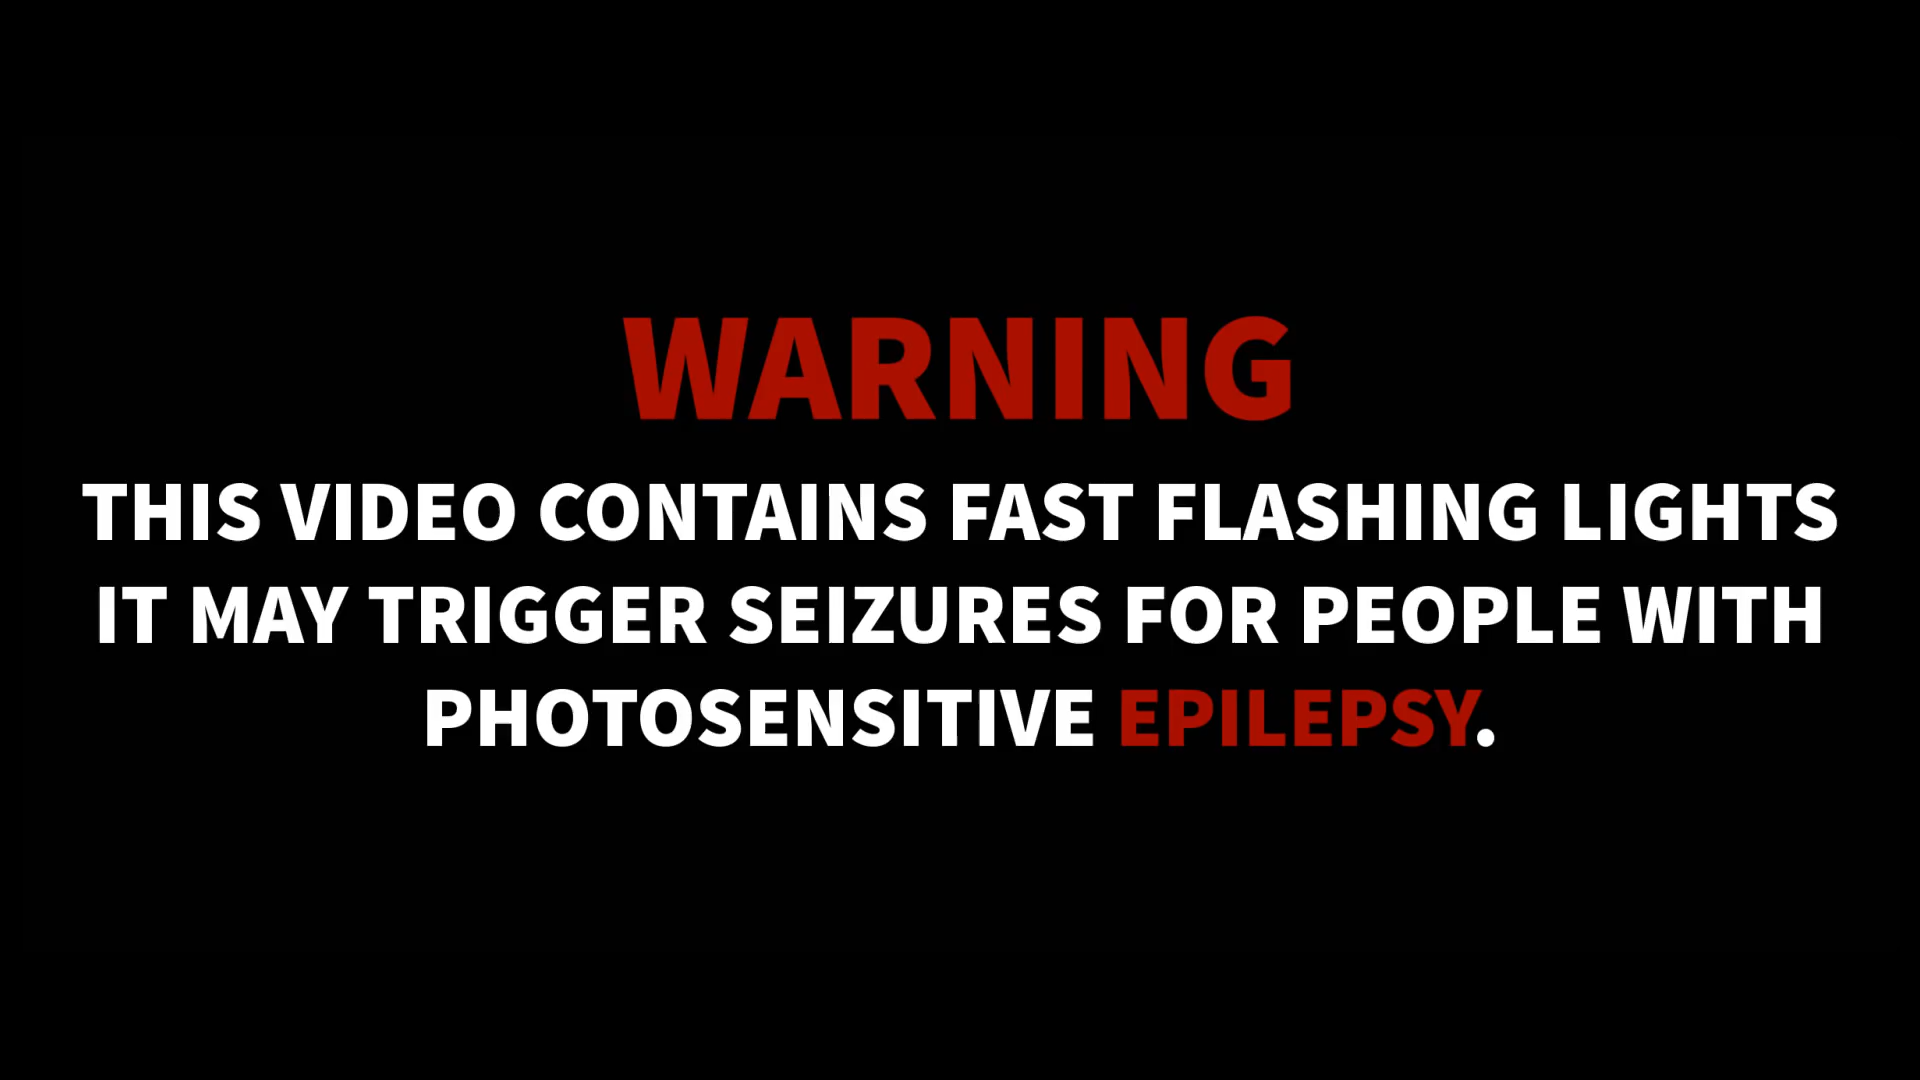 WARNING
THIS VIDEO CONTAINS FAST FLASHING LIGHTS
IT MAY TRIGGER SEIZURES FOR PEOPLE WITH
PHOTOSENSITIVE EPILEPSY.